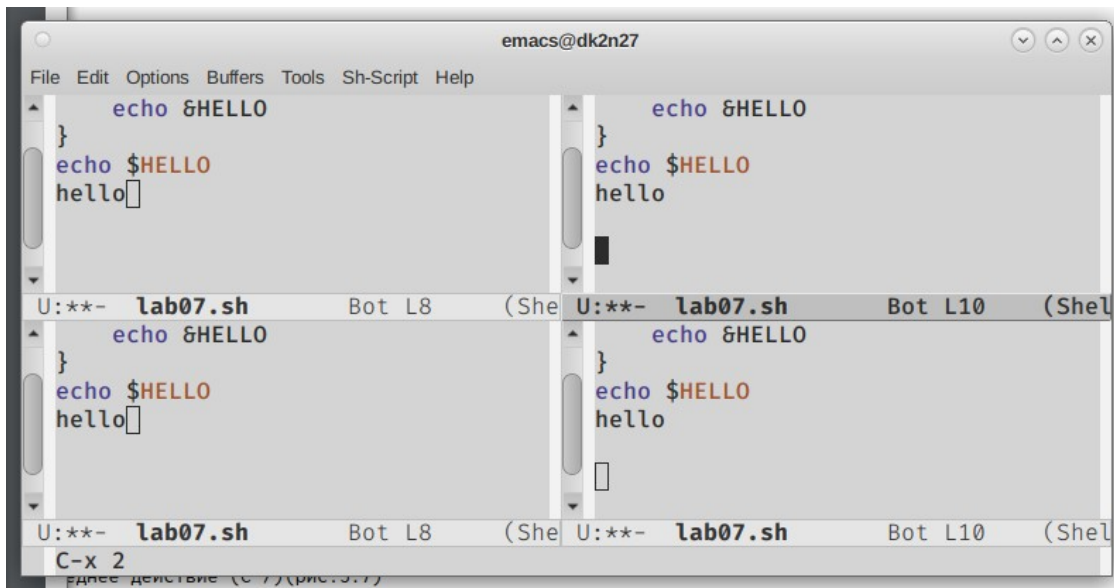 emacs@dk2n27
File Edit Options Buffers Tools Sh-Script Help
echo &HELLO
}
echo $HELLO
hello
U:**- lab07.sh Bot L8 (She
echo &HELLO
}
echo $HELLO
hello
U:**- lab07.sh Bot L10 (Shel
echo &HELLO
}
echo $HELLO
hello
U:**- lab07.sh Bot L8 (She
echo &HELLO
}
echo $HELLO
hello
U:**- lab07.sh Bot L10 (Shel
C-x 2
действие